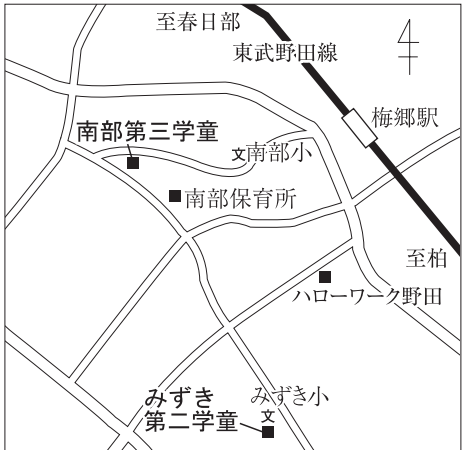 至春日部
東武野田線
梅郷駅
南部第三学童
文南部小
南部保育所
至柏
ハローワーク野田
みずき小
文
みずき
第二学童